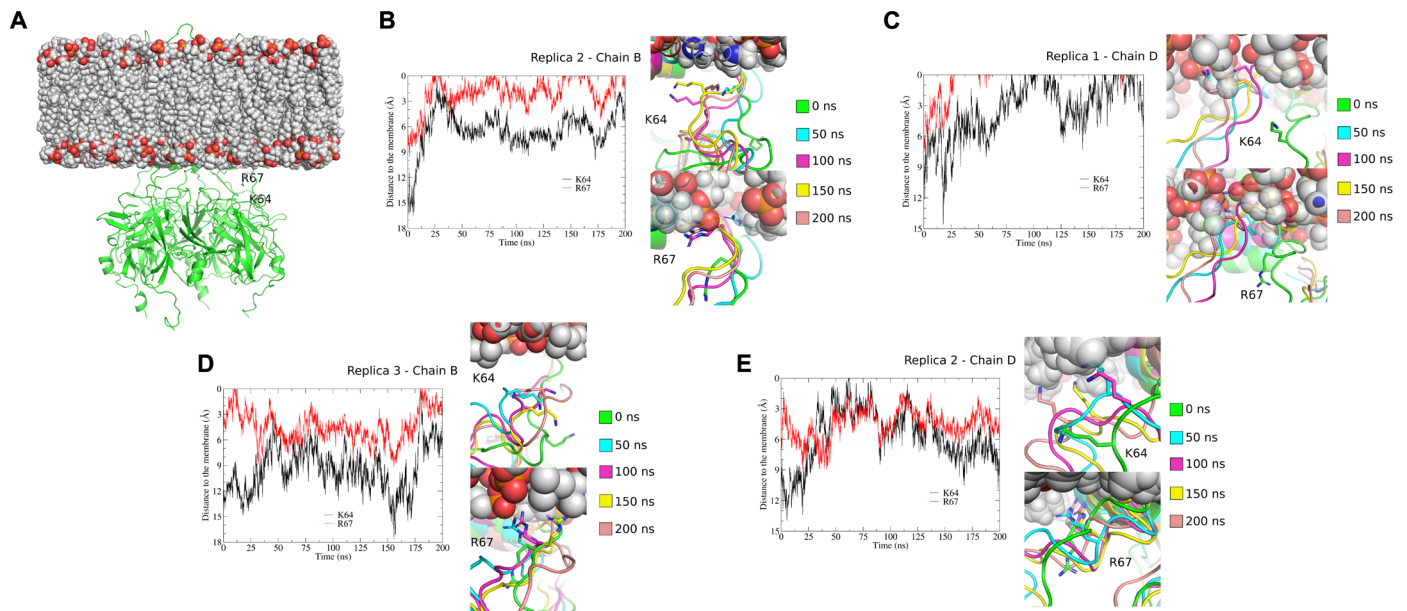 A
R67
K64
B
Replica 2 - Chain B
Distance to the membrane (Å)
0
3
6
9
12
15
18
K64
R67
0 25 50 75 100 125 150 175 200
Time (ns)
K64
R67
0 ns
50 ns
100 ns
150 ns
200 ns
C
Replica 1 - Chain D
Distance to the membrane (Å)
0
3
6
9
12
15
K64
R67
0 25 50 75 100 125 150 175 200
Time (ns)
K64
R67
0 ns
50 ns
100 ns
150 ns
200 ns
D
Replica 3 - Chain B
Distance to the membrane (Å)
0
3
6
9
12
15
18
K64
R67
0 25 50 75 100 125 150 175 200
Time (ns)
K64
R67
0 ns
50 ns
100 ns
150 ns
200 ns
E
Replica 2 - Chain D
Distance to the membrane (Å)
0
3
6
9
12
15
K64
R67
0 25 50 75 100 125 150 175 200
Time (ns)
K64
R67
0 ns
50 ns
100 ns
150 ns
200 ns